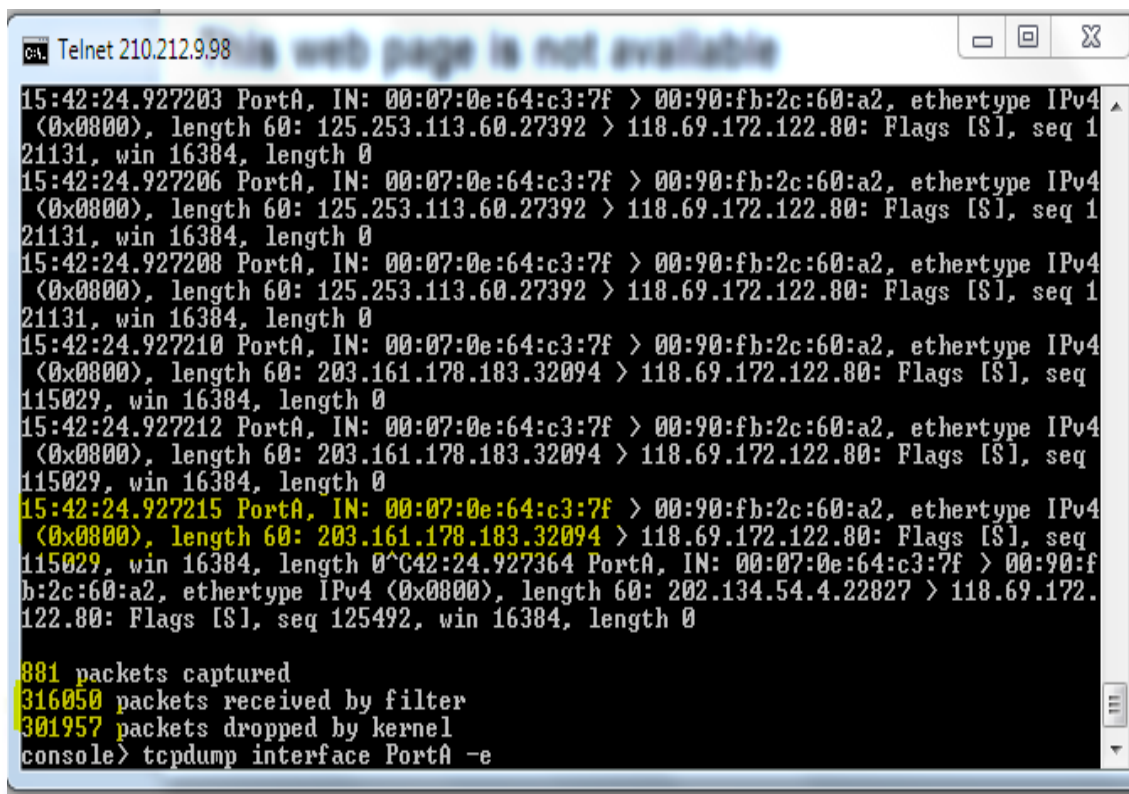 This web page is not available
Telnet 210.212.9.98
15:42:24.927203 PortA, IN: 00:07:0e:64:c3:7f > 00:90:fb:2c:60:a2, ethertype IPv4
(0x0800), length 60: 125.253.113.60.27392 > 118.69.172.122.80: Flags [S], seq 1
21131, win 16384, length 0
15:42:24.927206 PortA, IN: 00:07:0e:64:c3:7f > 00:90:fb:2c:60:a2, ethertype IPv4
(0x0800), length 60: 125.253.113.60.27392 > 118.69.172.122.80: Flags [S], seq 1
21131, win 16384, length 0
15:42:24.927208 PortA, IN: 00:07:0e:64:c3:7f > 00:90:fb:2c:60:a2, ethertype IPv4
(0x0800), length 60: 125.253.113.60.27392 > 118.69.172.122.80: Flags [S], seq 1
21131, win 16384, length 0
15:42:24.927210 PortA, IN: 00:07:0e:64:c3:7f > 00:90:fb:2c:60:a2, ethertype IPv4
(0x0800), length 60: 203.161.178.183.32094 > 118.69.172.122.80: Flags [S], seq
115029, win 16384, length 0
15:42:24.927212 PortA, IN: 00:07:0e:64:c3:7f > 00:90:fb:2c:60:a2, ethertype IPv4
(0x0800), length 60: 203.161.178.183.32094 > 118.69.172.122.80: Flags [S], seq
115029, win 16384, length 0
15:42:24.927215 PortA, IN: 00:07:0e:64:c3:7f > 00:90:fb:2c:60:a2, ethertype IPv4
(0x0800), length 60: 203.161.178.183.32094 > 118.69.172.122.80: Flags [S], seq
115029, win 16384, length 0^C42:24.927364 PortA, IN: 00:07:0e:64:c3:7f > 00:90:f
b:2c:60:a2, ethertype IPv4 (0x0800), length 60: 202.134.54.4.22827 > 118.69.172.
122.80: Flags [S], seq 125492, win 16384, length 0
881 packets captured
316050 packets received by filter
301957 packets dropped by kernel
console> tcpdump interface PortA -e